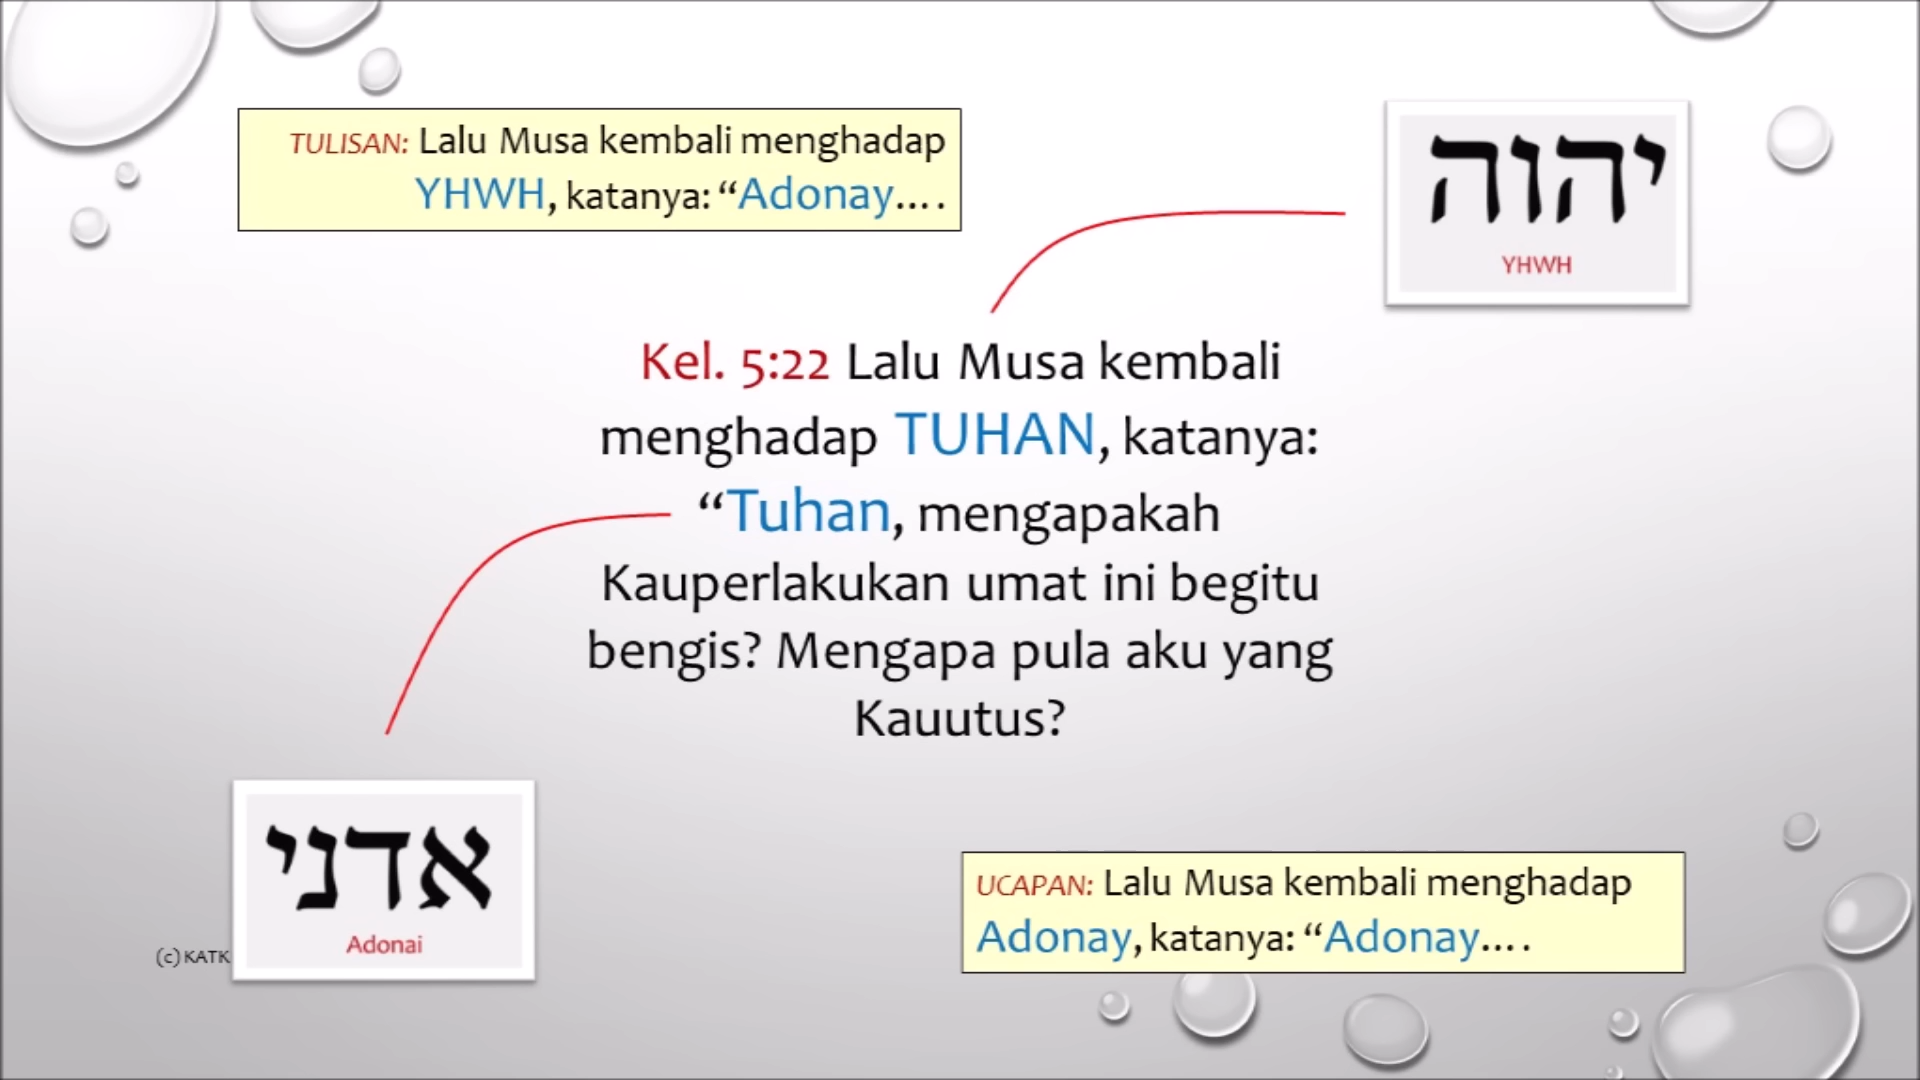 TULISAN: Lalu Musa kembali menghadap
YHWH, katanya: “Adonay....
יהוה
YHWH
Kel. 5:22 Lalu Musa kembali
menghadap TUHAN, katanya:
“Tuhan, mengapakah
Kauperlakukan umat ini begitu
bengis? Mengapa pula aku yang
Kauutus?
אדני
Adonai
(c) KATK
UCAPAN: Lalu Musa kembali menghadap
Adonay, katanya: “Adonay....